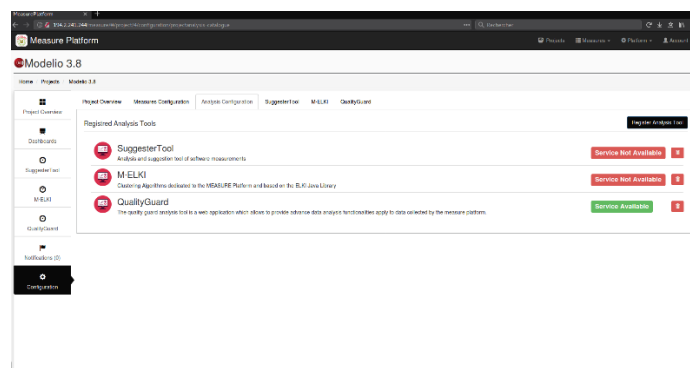 MeasurePlatform
Measure Platform
Projects
Measures
Platform
Account
Modelio 3.8
Home
Projects
Modelio 3.8
Project Overview
Dashboards
SuggesterTool
M-ELKI
QualityGuard
Notifications (0)
Configuration
Project Overview
Measures Configuration
Analysis Configuration
SuggesterTool
M-ELKI
QualityGuard
Registred Analysis Tools
Register Analysis Tool
SuggesterTool
Analysis and suggestion tool of software measurements
Service Not Available
M-ELKI
Clustering Algorithms dedicated to the MEASURE Platform and based on the ELKI Java Library
Service Not Available
QualityGuard
The quality guard analysis tool is a web application which allows to provide advance data analysis functionalities apply to data collected by the measure platform.
Service Available